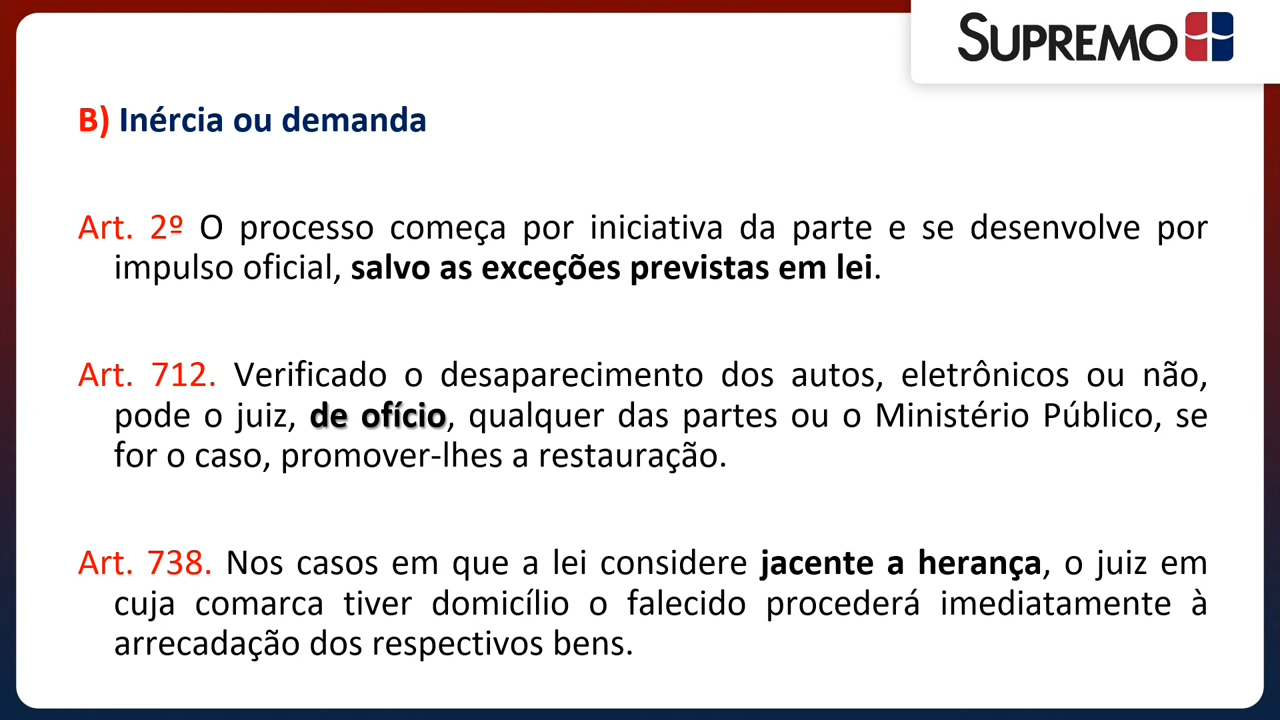 SUPREMO
B) Inércia ou demanda
Art. 2º O processo começa por iniciativa da parte e se desenvolve por
impulso oficial, salvo as exceções previstas em lei.
Art. 712. Verificado o desaparecimento dos autos, eletrônicos ou não,
pode o juiz, de ofício, qualquer das partes ou o Ministério Público, se
for o caso, promover-lhes a restauração.
Art. 738. Nos casos em que a lei considere jacente a herança, o juiz em
cuja comarca tiver domicílio o falecido procederá imediatamente à
arrecadação dos respectivos bens.